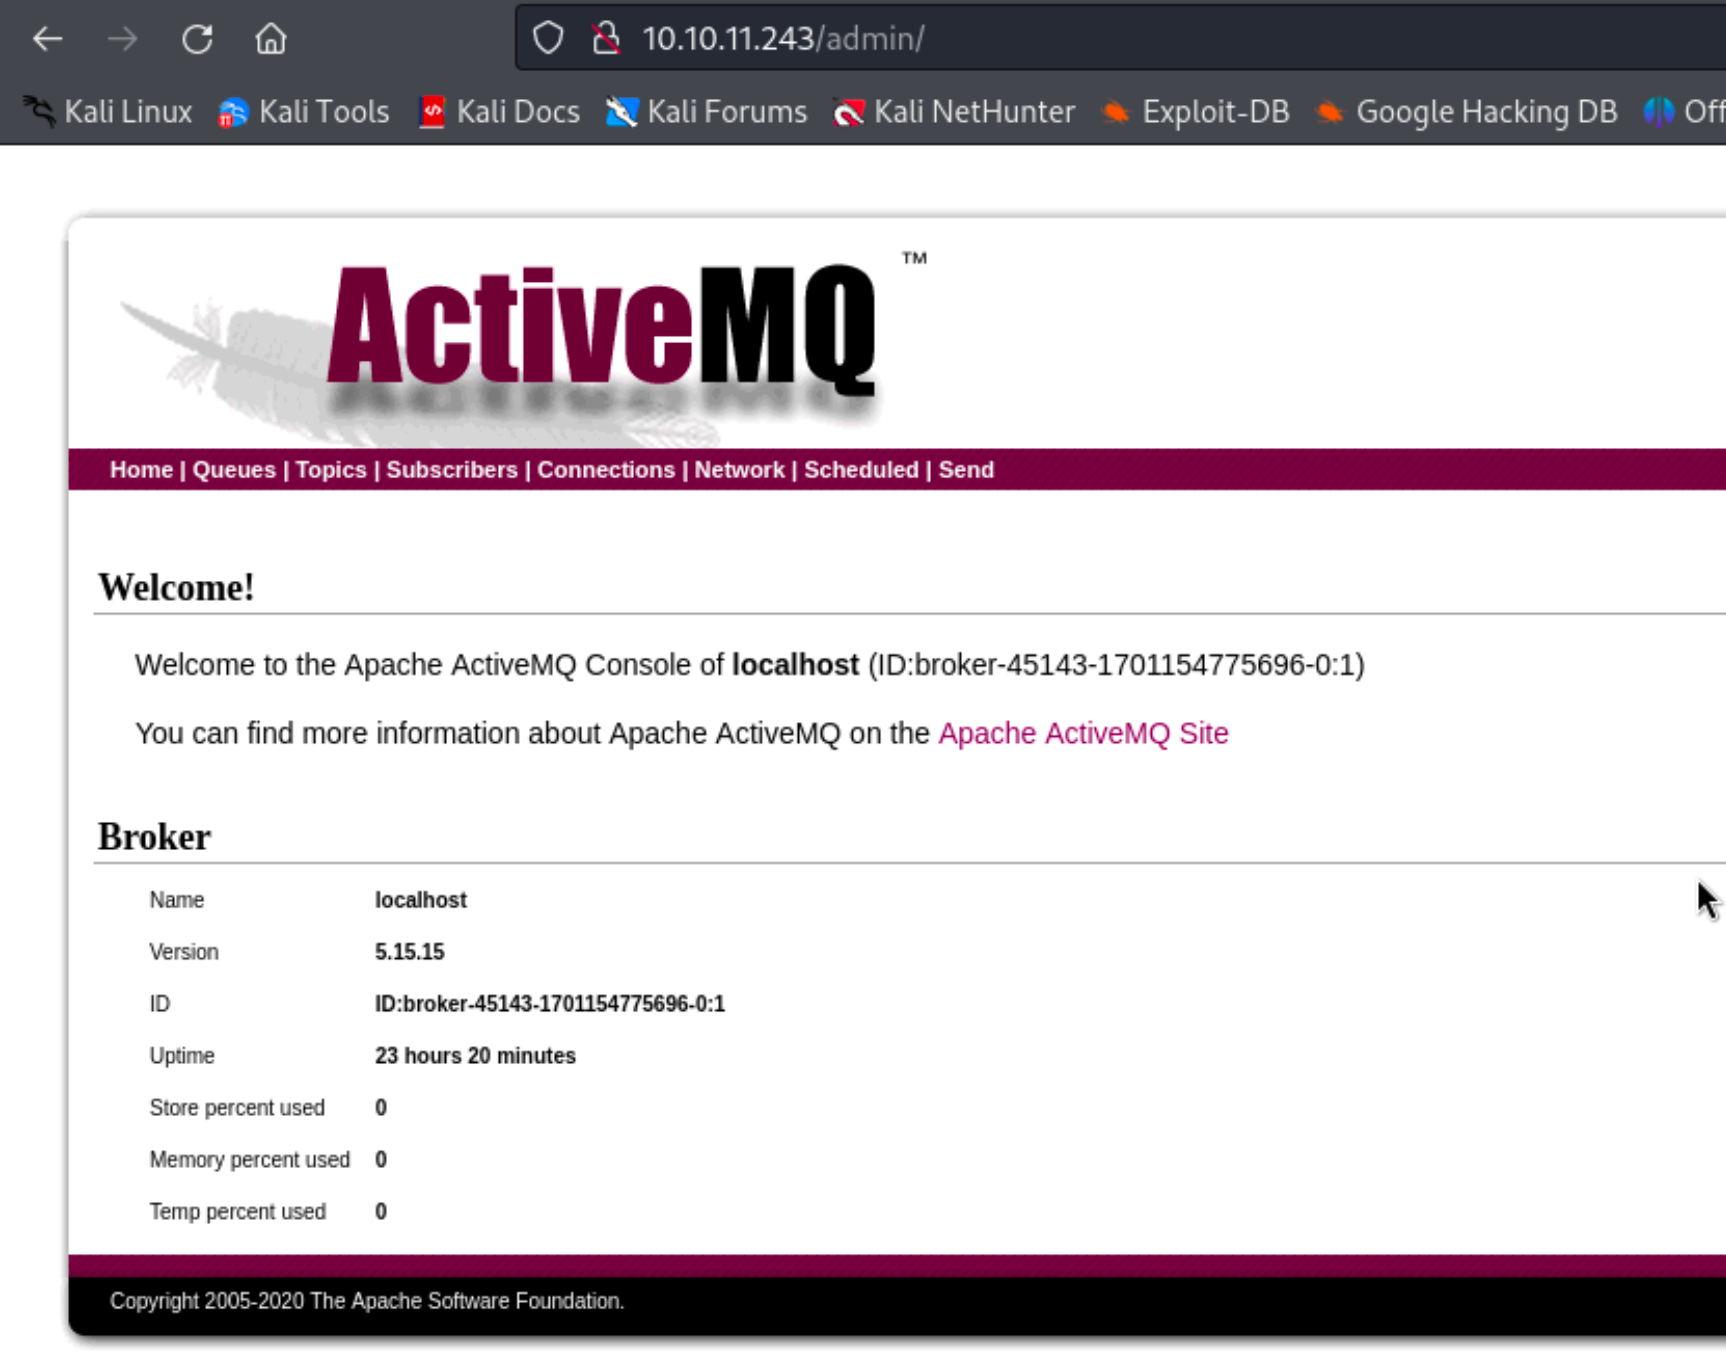 10.10.11.243/admin/
Kali Linux Kali Tools Kali Docs Kali Forums Kali NetHunter Exploit-DB Google Hacking DB Off
ActiveMQ ™
Home | Queues | Topics | Subscribers | Connections | Network | Scheduled | Send
Welcome!
Welcome to the Apache ActiveMQ Console of localhost (ID:broker-45143-1701154775696-0:1)
You can find more information about Apache ActiveMQ on the Apache ActiveMQ Site
Broker
Name localhost
Version 5.15.15
ID ID:broker-45143-1701154775696-0:1
Uptime 23 hours 20 minutes
Store percent used 0
Memory percent used 0
Temp percent used 0
Copyright 2005-2020 The Apache Software Foundation.